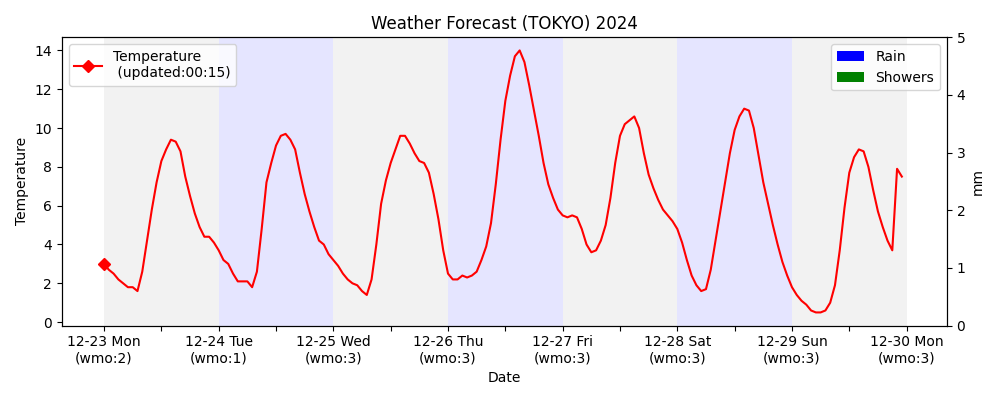 Weather Forecast (TOKYO) 2024
Temperature
(updated:00:15)
Rain
Showers
14
12
10
8
6
4
2
0
Temperature
5
4
3
2
1
0
mm
12-23 Mon
(wmo:2)
12-24 Tue
(wmo:1)
12-25 Wed
(wmo:3)
12-26 Thu
(wmo:3)
12-27 Fri
(wmo:3)
12-28 Sat
(wmo:3)
12-29 Sun
(wmo:3)
12-30 Mon
(wmo:3)
Date